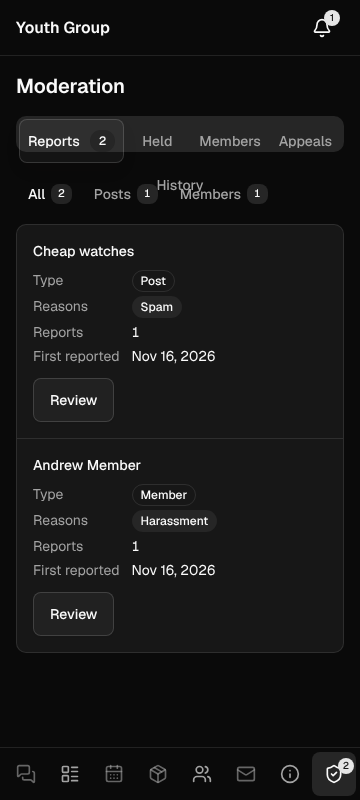 Youth Group
1
Moderation
Reports 2 Held Members Appeals
History
All 2 Posts 1 Members 1
Cheap watches
Type Post
Reasons Spam
Reports 1
First reported Nov 16, 2026
Review
Andrew Member
Type Member
Reasons Harassment
Reports 1
First reported Nov 16, 2026
Review
2